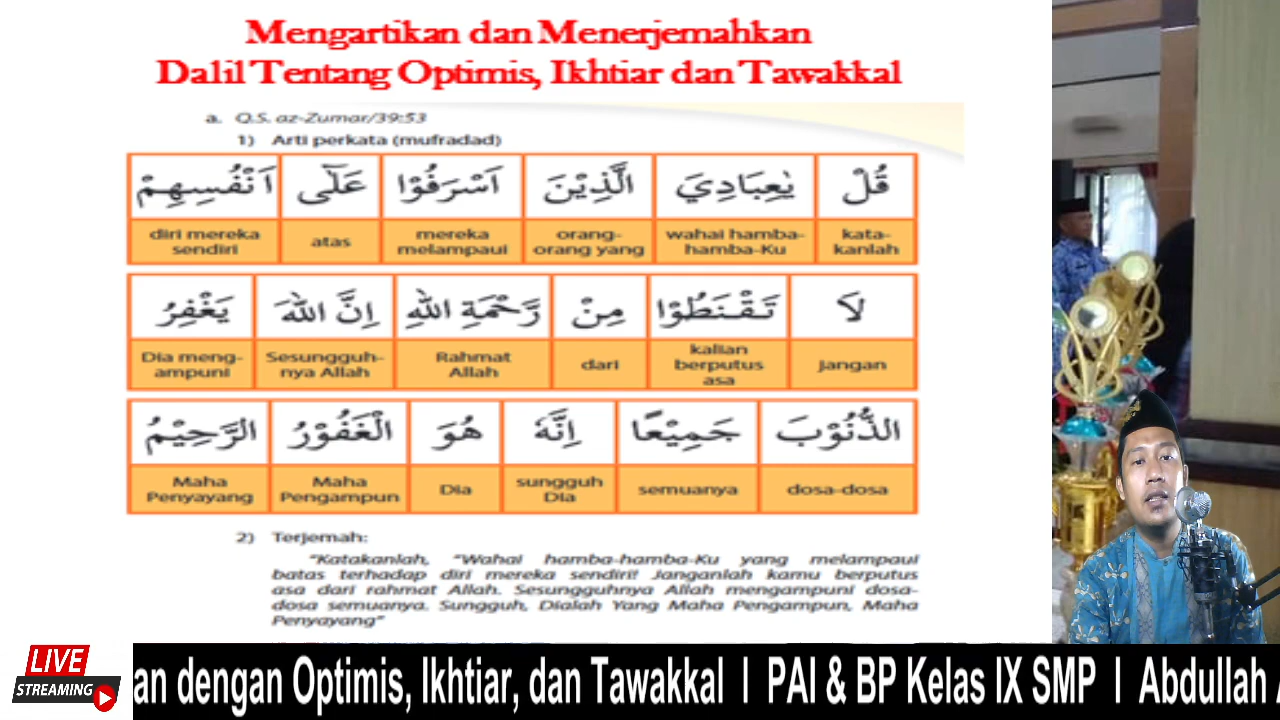 Mengartikan dan Menerjemahkan
Dalil Tentang Optimis, Ikhtiar dan Tawakkal
a. Q.S. az-Zumar/39:53
1) Arti perkata (mufradad)
قُلْ يٰعِبَادِيَ الَّذِيْنَ اَسْرَفُوْا عَلٰٓى اَنْفُسِهِمْ
kata-kanlah wahai hamba-hamba-Ku orang-orang yang mereka melampaui atas diri mereka sendiri
لَا تَقْنَطُوْا مِنْ رَّحْمَةِ اللّٰهِ اِنَّ اللّٰهَ يَغْفِرُ
jangan kalian berputus asa dari Rahmat Allah Sesungguh-nya Allah Dia meng-ampuni
الذُّنُوْبَ جَمِيْعًا اِنَّهٗ هُوَ الْغَفُوْرُ الرَّحِيْمُ
dosa-dosa semuanya sungguh Dia Dia Maha Pengampun Maha Penyayang
2) Terjemah:
"Katakanlah, "Wahai hamba-hamba-Ku yang melampaui
batas terhadap diri mereka sendiri! Janganlah kamu berputus
asa dari rahmat Allah. Sesungguhnya Allah mengampuni dosa-
dosa semuanya. Sungguh, Dialah Yang Maha Pengampun, Maha
Penyayang"
LIVE
STREAMING
an dengan Optimis, Ikhtiar, dan Tawakkal | PAI & BP Kelas IX SMP | Abdullah